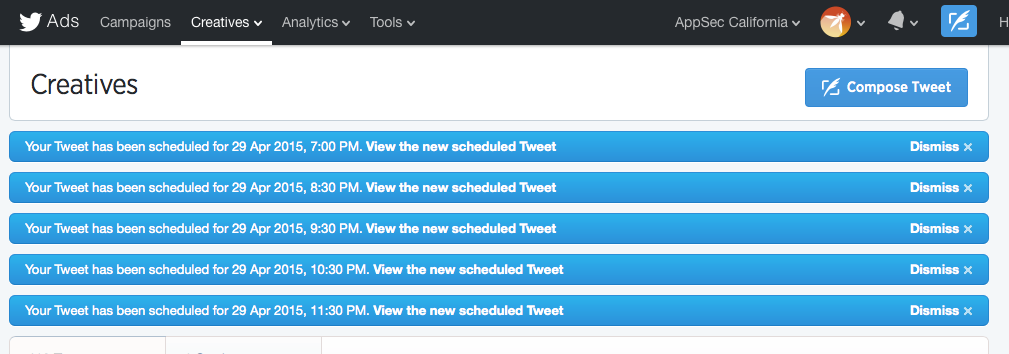 Ads Campaigns Creatives Analytics Tools AppSec California H
Creatives
Compose Tweet
Your Tweet has been scheduled for 29 Apr 2015, 7:00 PM. View the new scheduled Tweet Dismiss ×
Your Tweet has been scheduled for 29 Apr 2015, 8:30 PM. View the new scheduled Tweet Dismiss ×
Your Tweet has been scheduled for 29 Apr 2015, 9:30 PM. View the new scheduled Tweet Dismiss ×
Your Tweet has been scheduled for 29 Apr 2015, 10:30 PM. View the new scheduled Tweet Dismiss ×
Your Tweet has been scheduled for 29 Apr 2015, 11:30 PM. View the new scheduled Tweet Dismiss ×